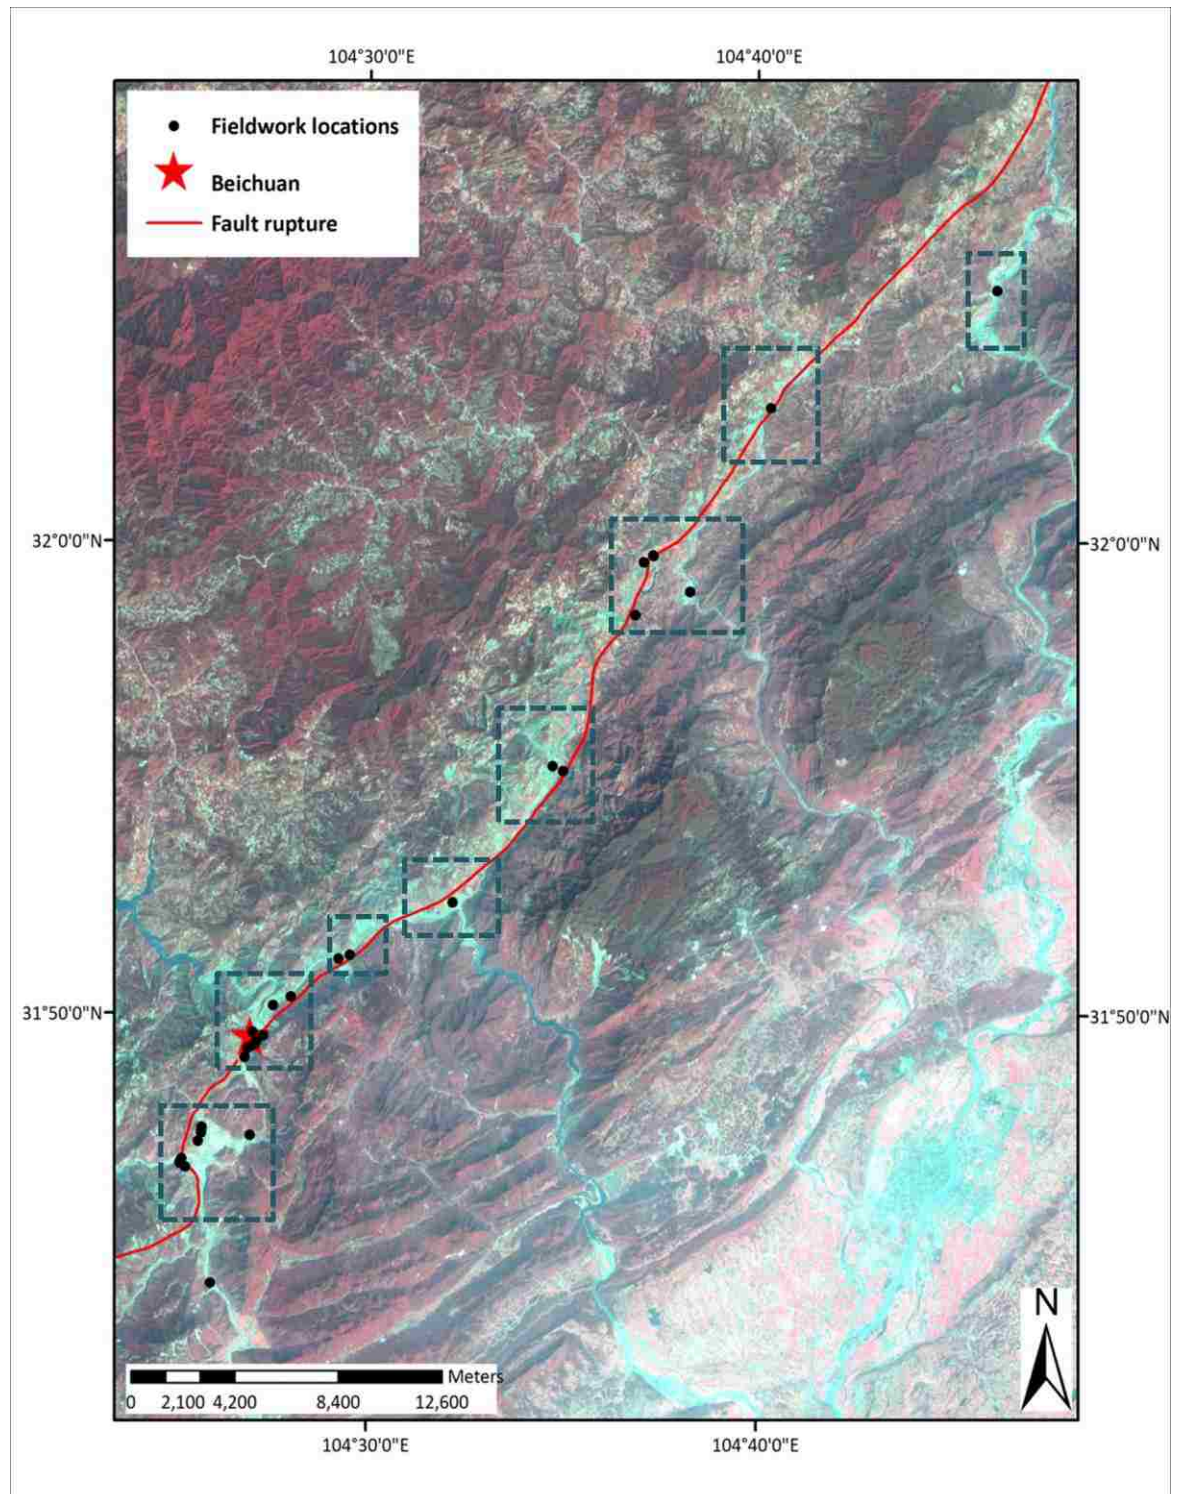 104°30'0"E 104°40'0"E
Fieldwork locations
Beichuan
Fault rupture
32°0'0"N 32°0'0"N
31°50'0"N 31°50'0"N
N
Meters
0 2,100 4,200 8,400 12,600
104°30'0"E 104°40'0"E